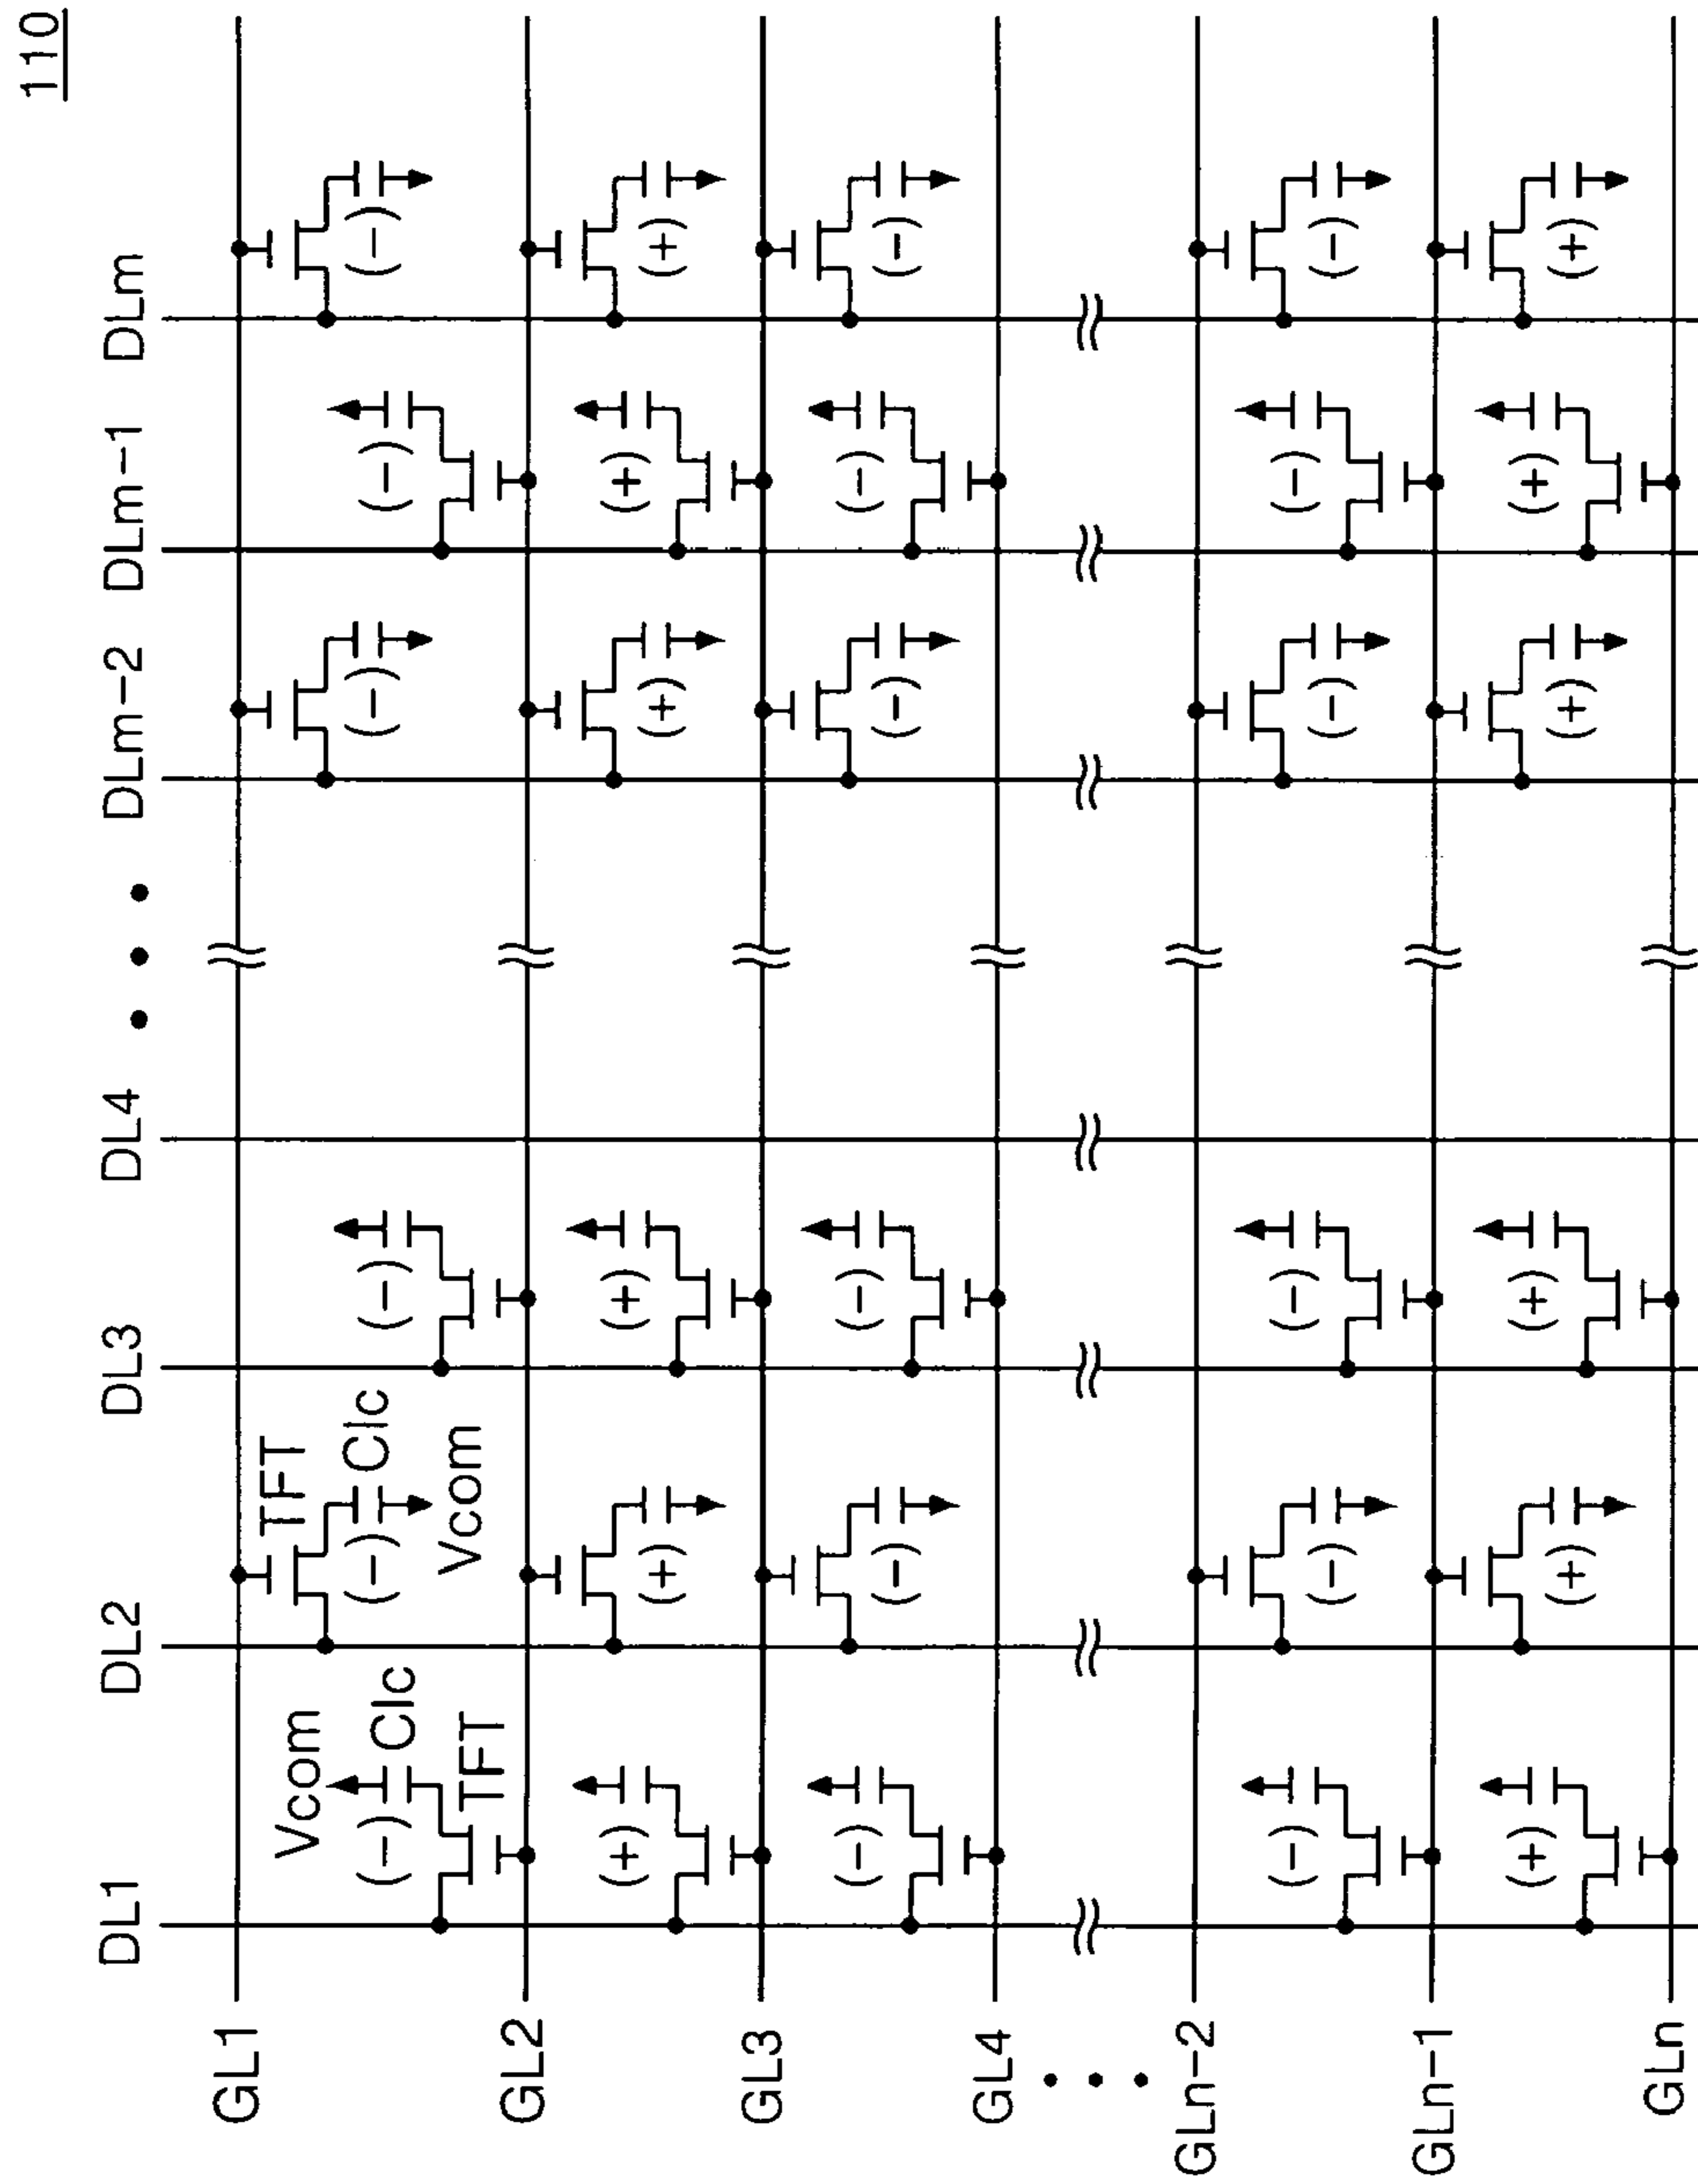 110
DL1 DL2 DL3 DL4 • • • DLm-2 DLm-1 DLm
GL1
Vcom TFT
(-) Clc (-) Clc (-) (-) (-) (-)
TFT Vcom
GL2
(+) (+) (+) (+) (+) (+)
GL3
(-) (-) (-) (-) (-) (-)
GL4
• • •
GLn-2
(-) (-) (-) (-) (-) (-)
GLn-1
(+) (+) (+) (+) (+) (+)
GLn